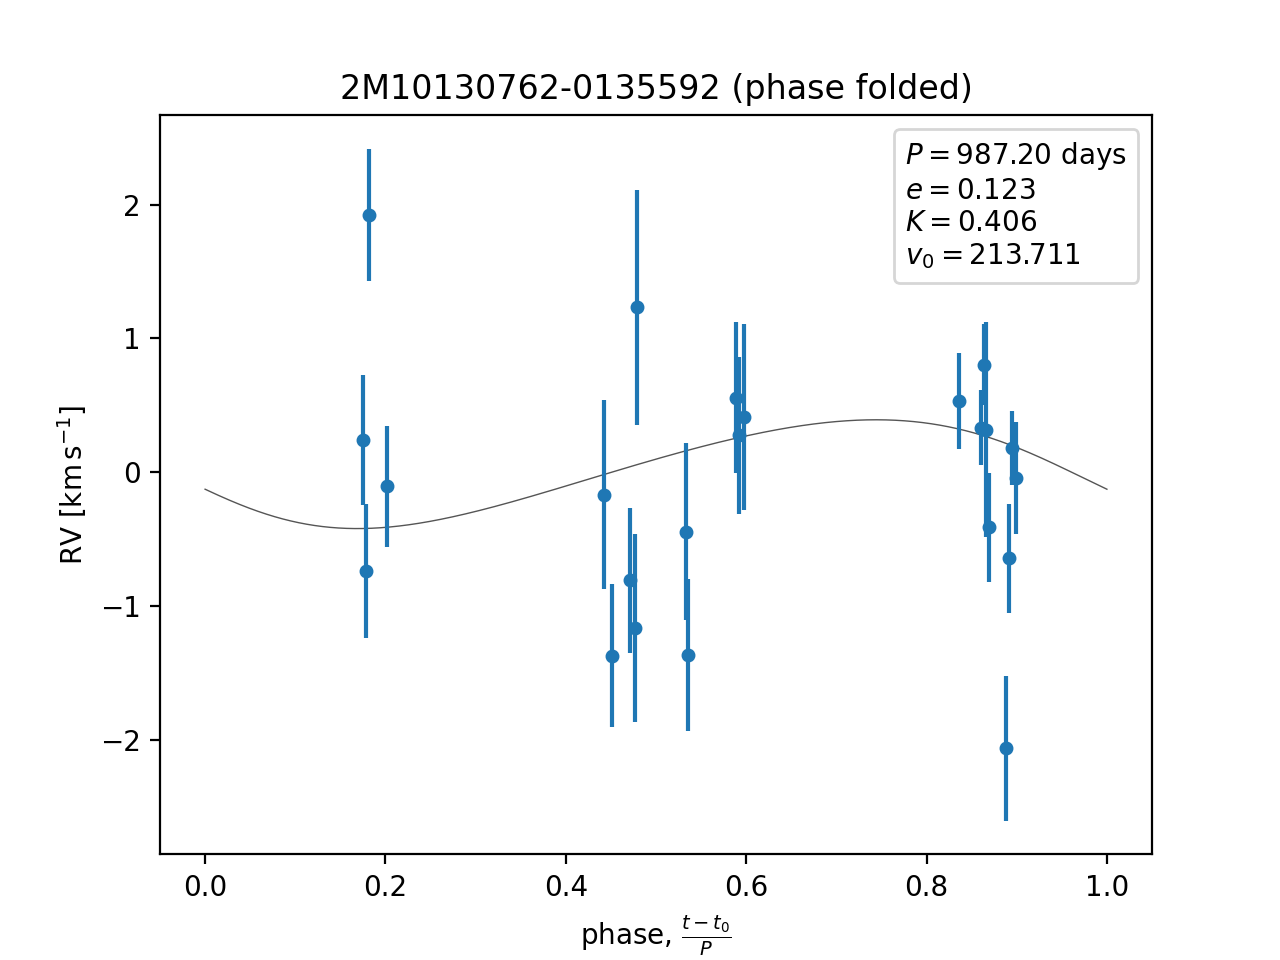 2M10130762-0135592 (phase folded)
P = 987.20 days
e = 0.123
K = 0.406
v₀ = 213.711
RV [km s⁻¹]
2
1
0
−1
−2
0.0 0.2 0.4 0.6 0.8 1.0
phase, (t − t₀)/P